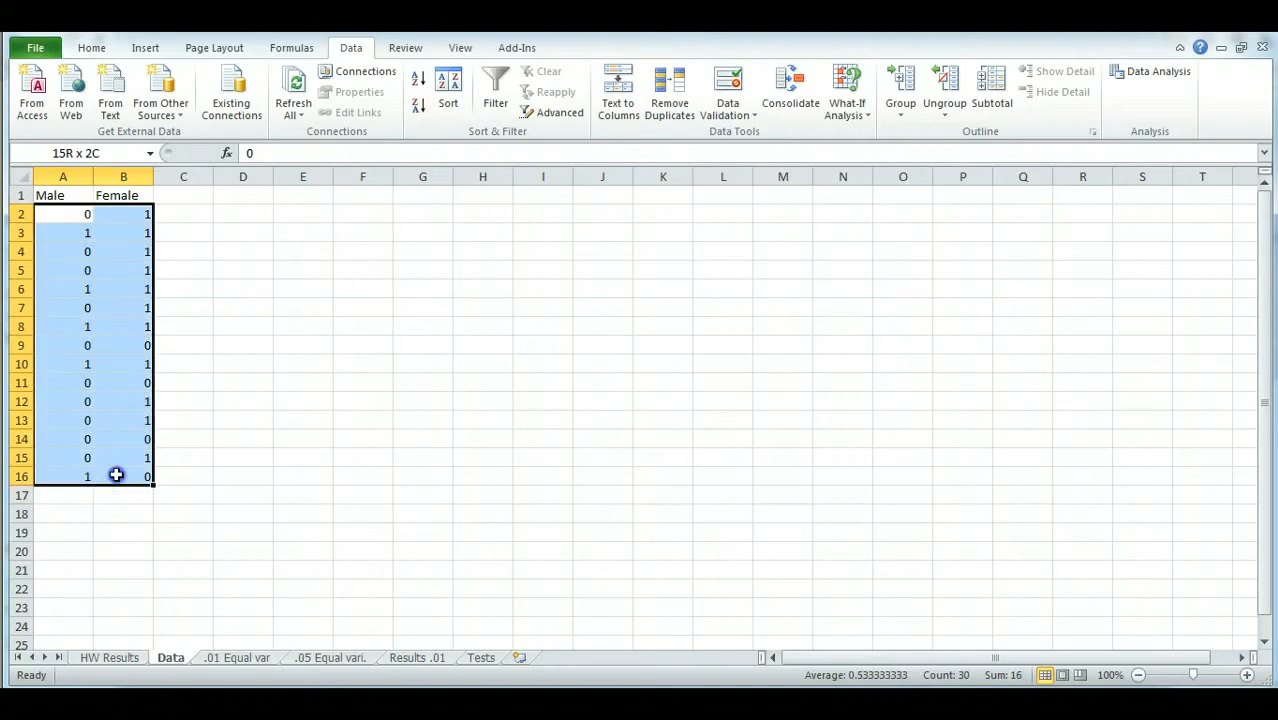 File Home Insert Page Layout Formulas Data Review View Add-Ins
From Access From Web From Text From Other Sources Existing Connections Refresh All Connections Properties Edit Links Sort Filter Clear Reapply Advanced Text to Columns Remove Duplicates Data Validation Consolidate What-If Analysis Group Ungroup Subtotal Show Detail Hide Detail Data Analysis
Get External Data Connections Sort & Filter Data Tools Outline Analysis
15R x 2C fx 0
A B C D E F G H I J K L M N O P Q R S T
1 Male Female
2 0 1
3 1 1
4 0 1
5 0 1
6 1 1
7 0 1
8 1 1
9 0 0
10 1 1
11 0 0
12 0 1
13 0 1
14 0 0
15 0 1
16 1 0
17
18
19
20
21
22
23
24
25
HW Results Data .01 Equal var .05 Equal vari. Results .01 Tests
Ready Average: 0.533333333 Count: 30 Sum: 16 100%